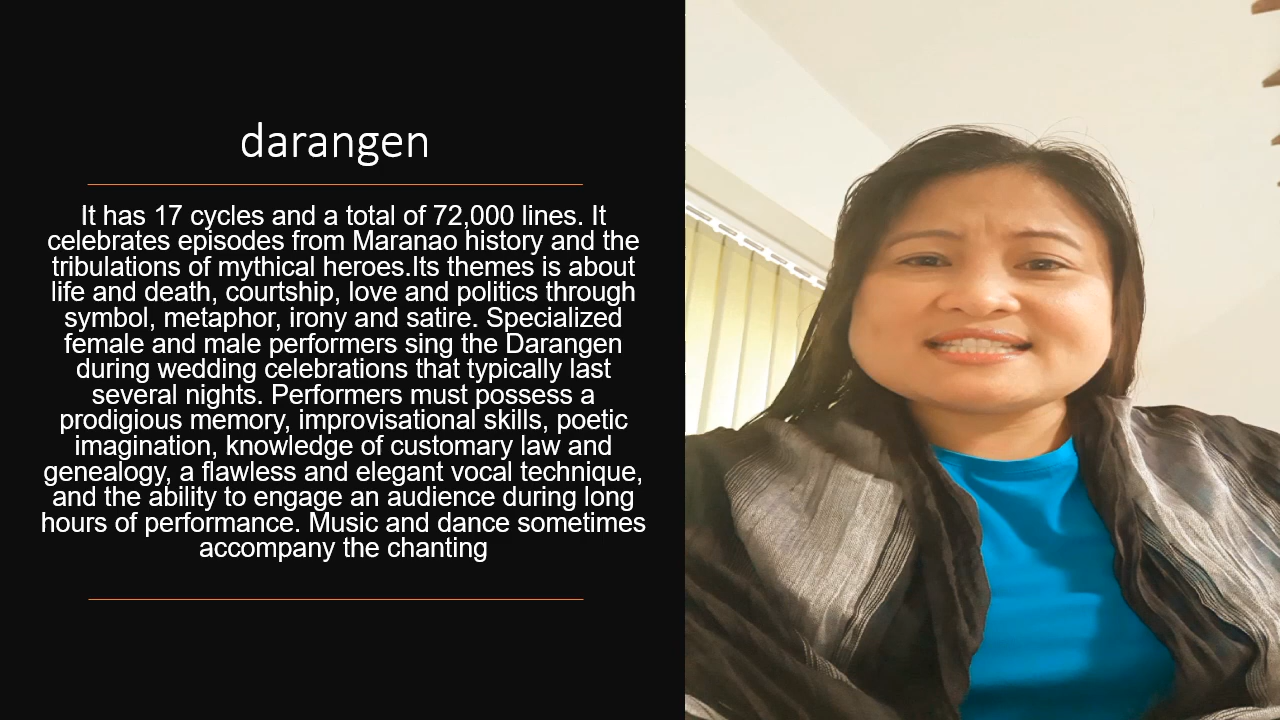 darangen
It has 17 cycles and a total of 72,000 lines. It
celebrates episodes from Maranao history and the
tribulations of mythical heroes.Its themes is about
life and death, courtship, love and politics through
symbol, metaphor, irony and satire. Specialized
female and male performers sing the Darangen
during wedding celebrations that typically last
several nights. Performers must possess a
prodigious memory, improvisational skills, poetic
imagination, knowledge of customary law and
genealogy, a flawless and elegant vocal technique,
and the ability to engage an audience during long
hours of performance. Music and dance sometimes
accompany the chanting